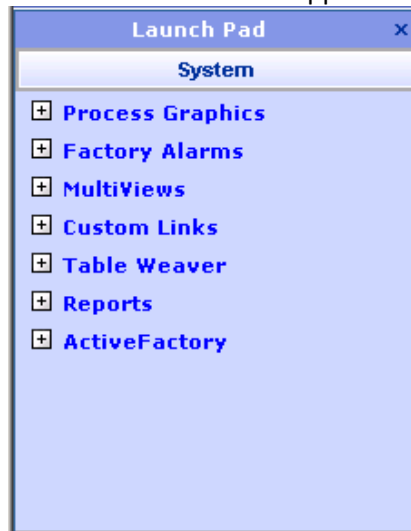 Launch Pad ×
System
Process Graphics
Factory Alarms
MultiViews
Custom Links
Table Weaver
Reports
ActiveFactory